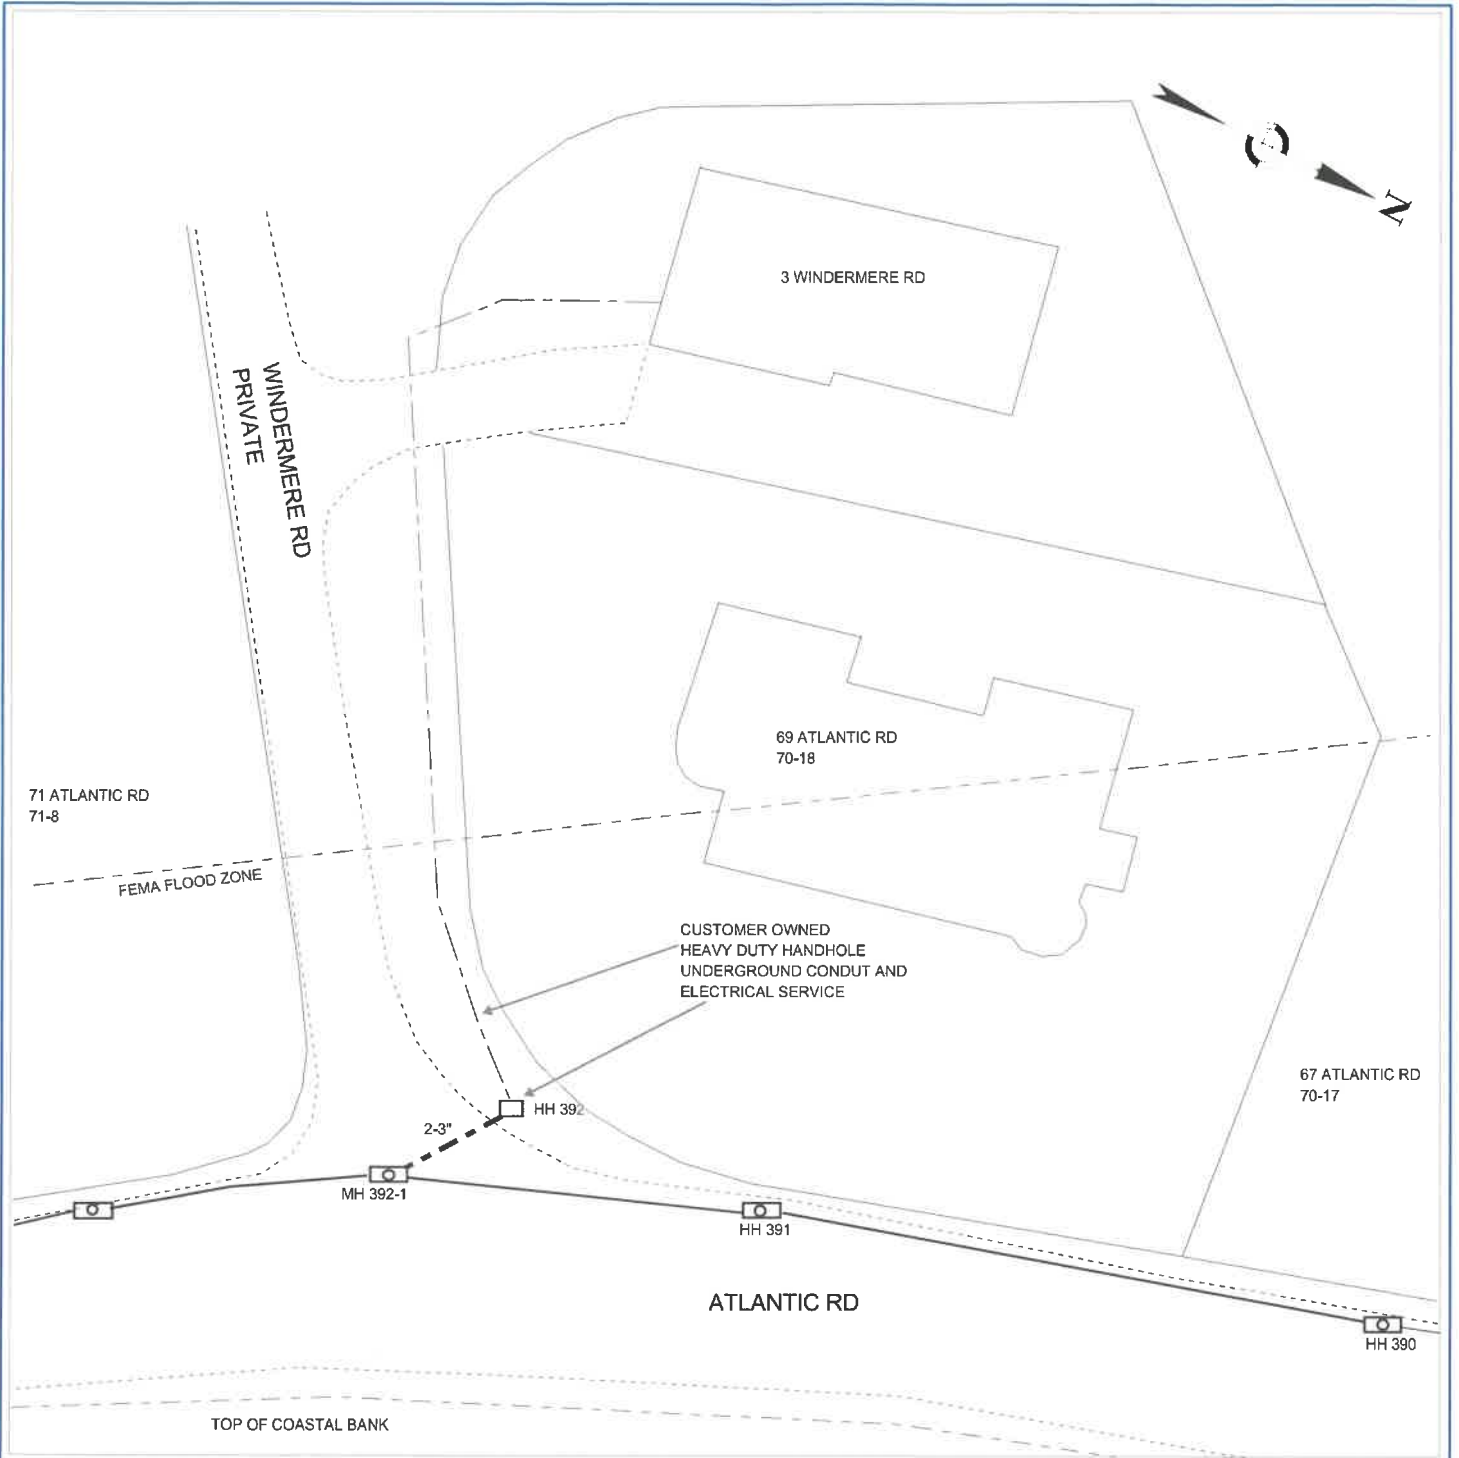 N
3 WINDERMERE RD
WINDERMERE RD
PRIVATE
69 ATLANTIC RD
70-18
71 ATLANTIC RD
71-8
FEMA FLOOD ZONE
CUSTOMER OWNED
HEAVY DUTY HANDHOLE
UNDERGROUND CONDUT AND
ELECTRICAL SERVICE
67 ATLANTIC RD
70-17
HH 392
2-3"
MH 392-1
HH 391
ATLANTIC RD
HH 390
TOP OF COASTAL BANK